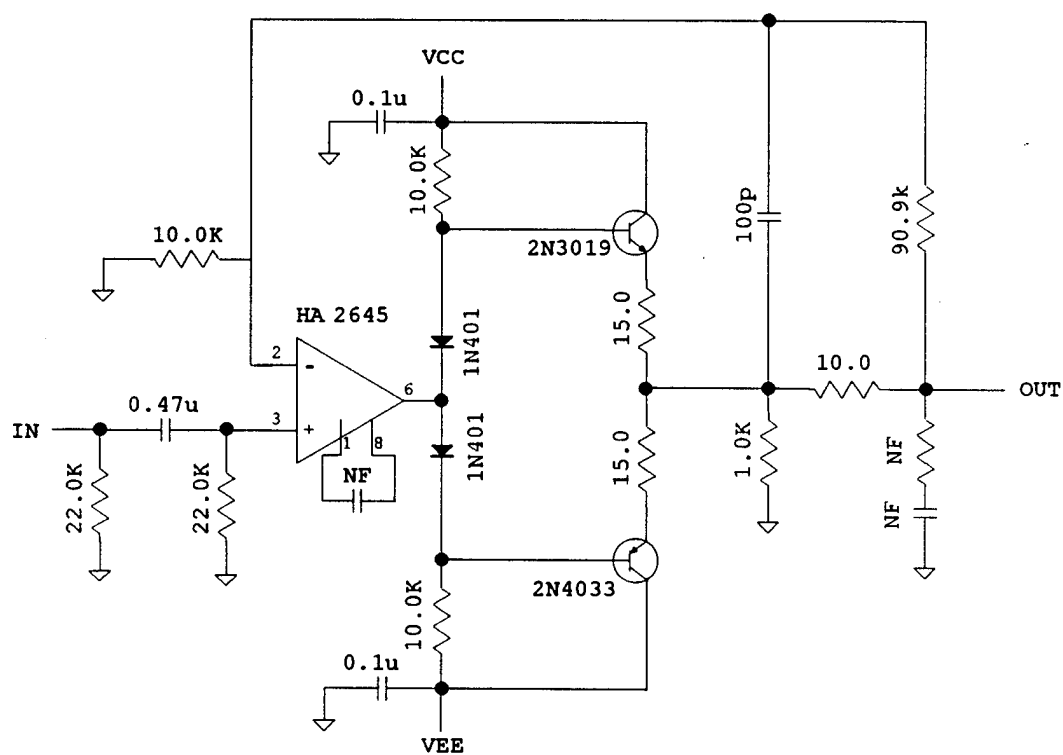 VCC
0.1u
10.0K
2N3019
100p
90.9k
10.0K
HA 2645
1N401
15.0
2
-
6
10.0
OUT
IN
0.47u
3
+
1
8
NF
1N401
15.0
1.0K
NF
NF
22.0K
22.0K
2N4033
10.0K
0.1u
VEE